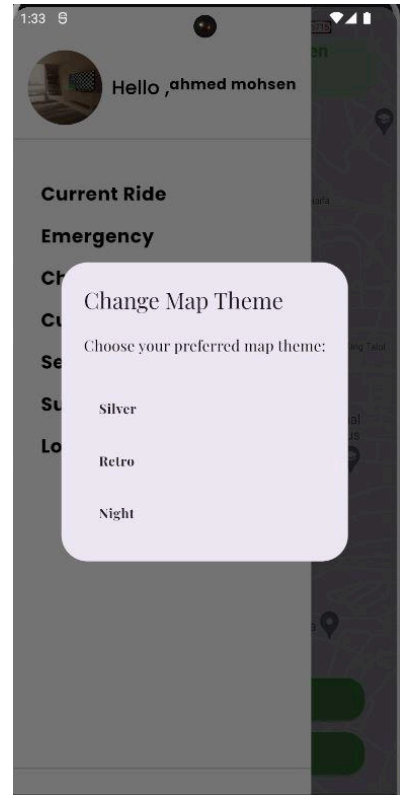 1:33
en
Hello ,ahmed mohsen
Current Ride
Emergency
Ch
Cu
Se
Su
Lo
Change Map Theme
Choose your preferred map theme:
Silver
Retro
Night